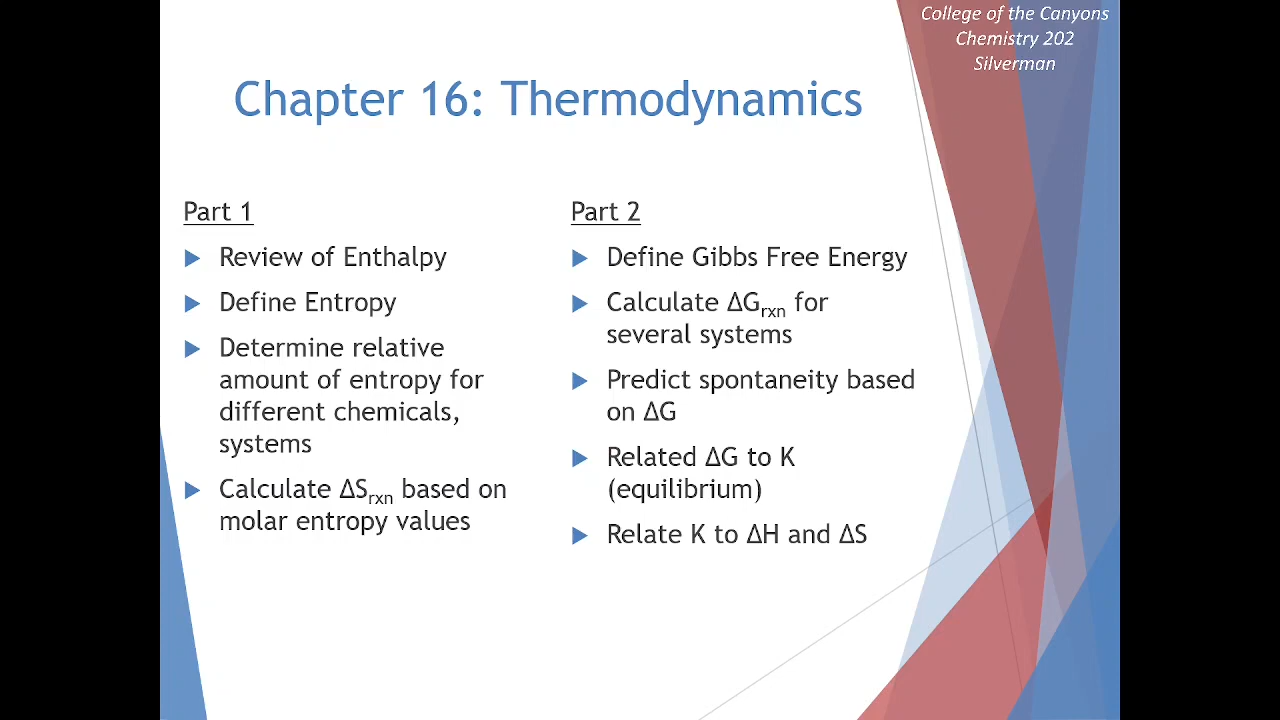 College of the Canyons
Chemistry 202
Silverman
Chapter 16: Thermodynamics
Part 1
Review of Enthalpy
Define Entropy
Determine relative
amount of entropy for
different chemicals,
systems
Calculate ΔSrxn based on
molar entropy values
Part 2
Define Gibbs Free Energy
Calculate ΔGrxn for
several systems
Predict spontaneity based
on ΔG
Related ΔG to K
(equilibrium)
Relate K to ΔH and ΔS